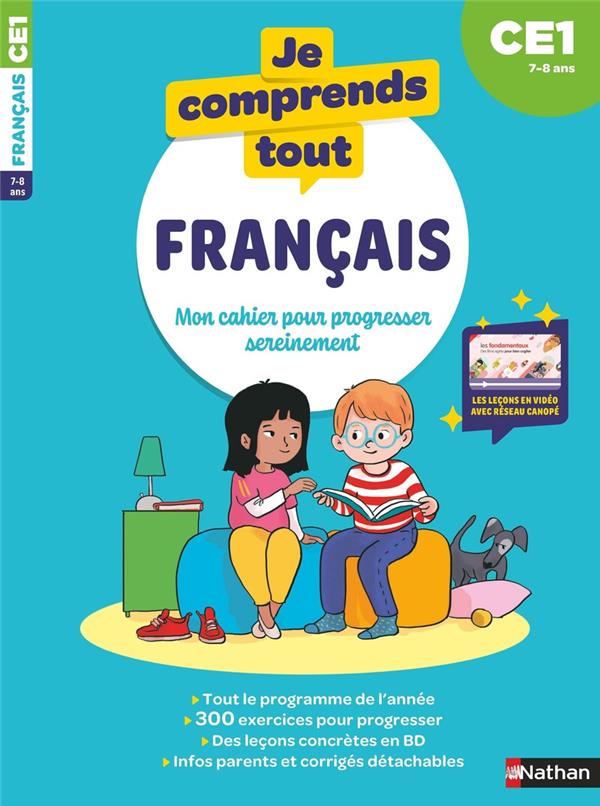 CE1
FRANÇAIS
7-8
ans
Je
comprends
tout
CE1
7-8 ans
FRANÇAIS
Mon cahier pour progresser
sereinement
les fondamentaux
LES LEÇONS EN VIDÉO
AVEC RÉSEAU CANOPÉ
Tout le programme de l'année
300 exercices pour progresser
Des leçons concrètes en BD
Infos parents et corrigés détachables
Nathan